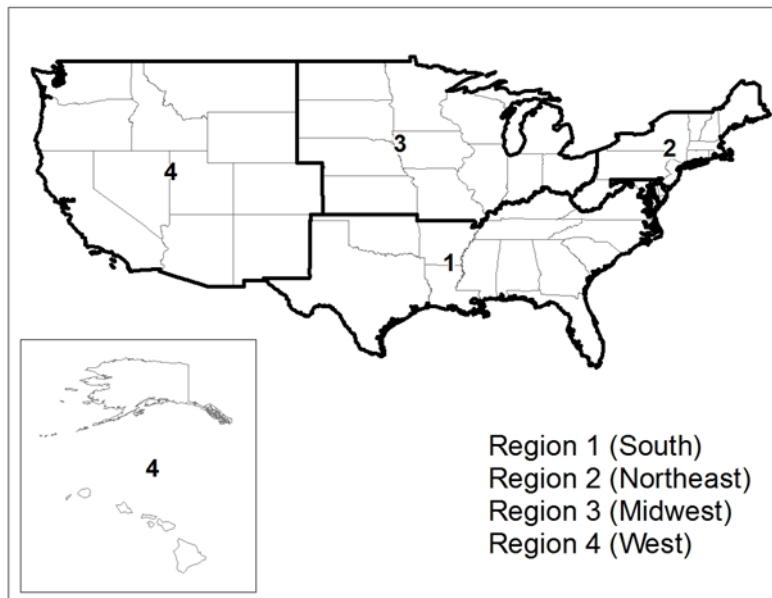 3
2
4
1
4
Region 1 (South)
Region 2 (Northeast)
Region 3 (Midwest)
Region 4 (West)